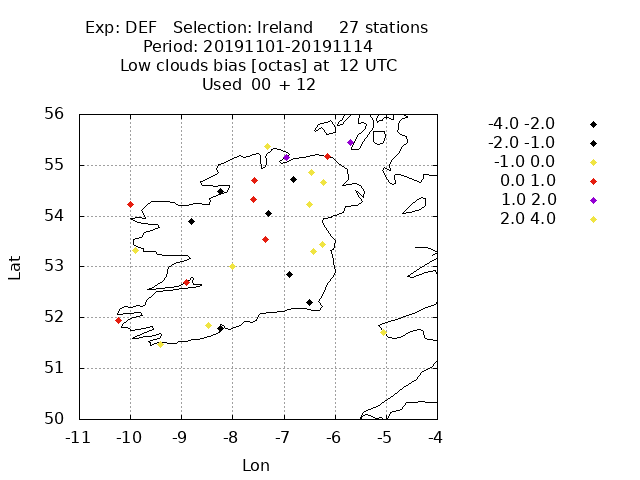 Exp: DEF   Selection: Ireland     27 stations
Period: 20191101-20191114
Low clouds bias [octas] at  12 UTC
Used  00 + 12
-4.0 -2.0
-2.0 -1.0
-1.0 0.0
0.0 1.0
1.0 2.0
2.0 4.0
Lat
56
55
54
53
52
51
50
-11 -10 -9 -8 -7 -6 -5 -4
Lon